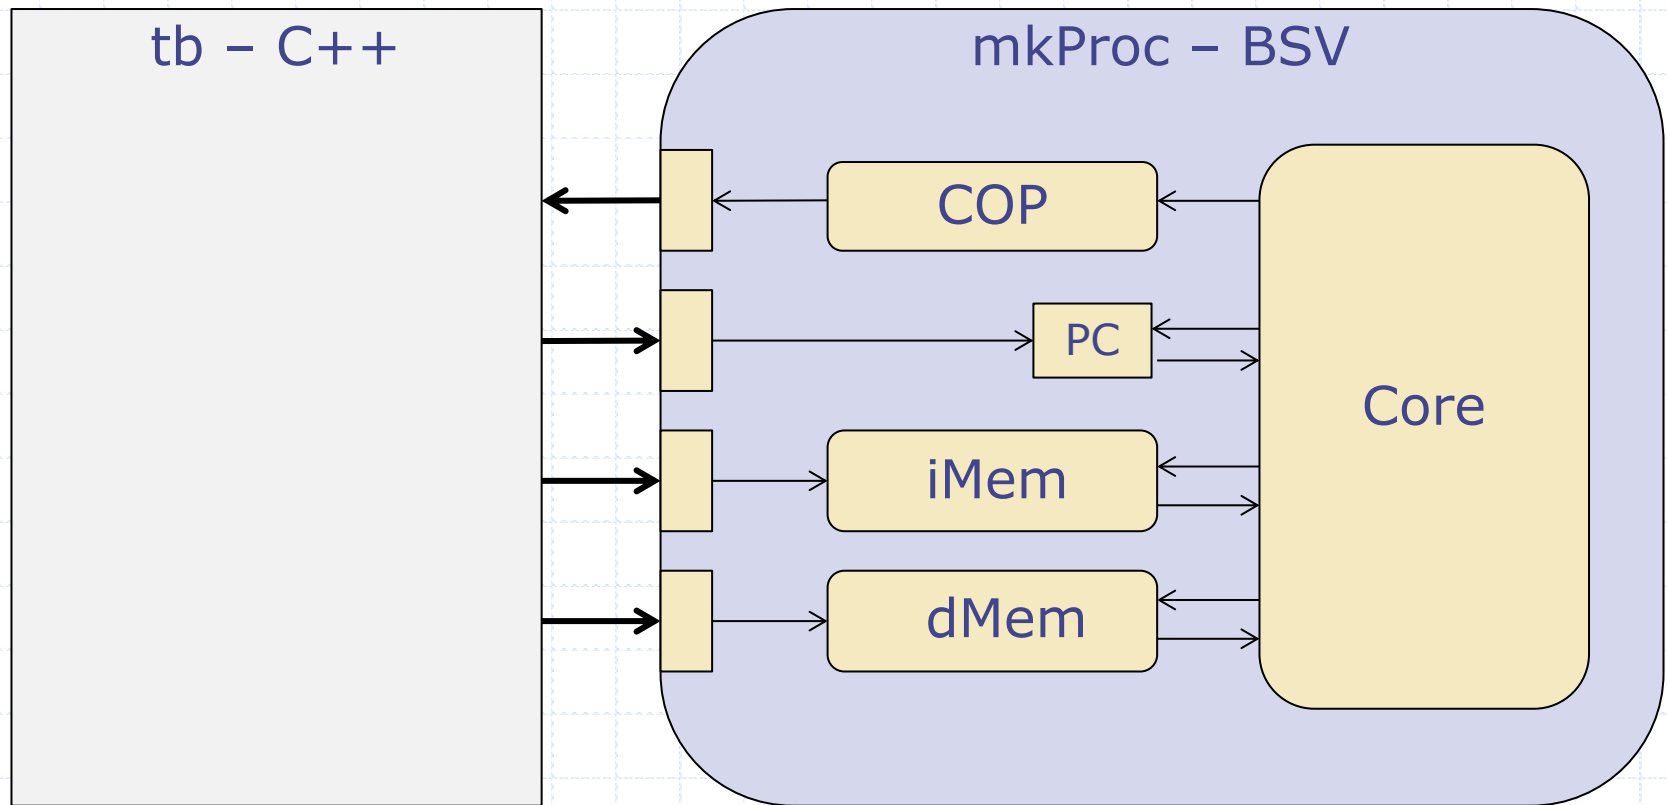 tb – C++
mkProc – BSV
COP
PC
Core
iMem
dMem